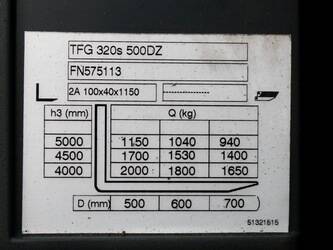 TFG 320s 500DZ
FN575113
2A 100x40x1150 --------------
h3 (mm) Q (kg)
5000 1150 1040 940
4500 1700 1530 1400
4000 2000 1800 1650
D (mm) 500 600 700
51321515